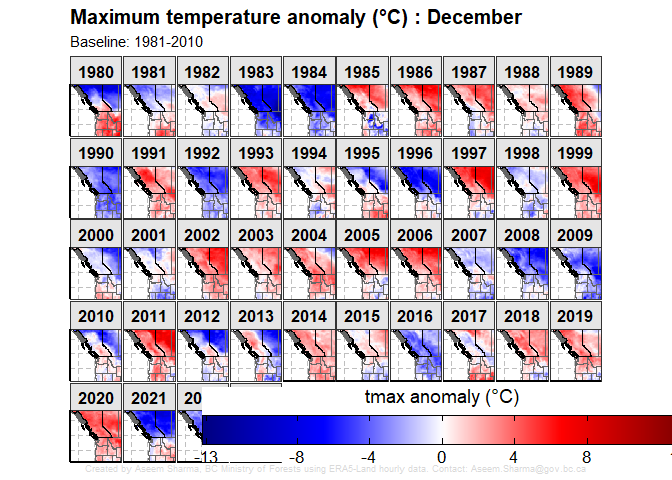 Maximum temperature anomaly (°C) : December
Baseline: 1981-2010
1980 1981 1982 1983 1984 1985 1986 1987 1988 1989
1990 1991 1992 1993 1994 1995 1996 1997 1998 1999
2000 2001 2002 2003 2004 2005 2006 2007 2008 2009
2010 2011 2012 2013 2014 2015 2016 2017 2018 2019
2020 2021 20
tmax anomaly (°C)
-13 -8 -4 0 4 8 1
Created by Aseem Sharma, BC Ministry of Forests using ERA5-Land hourly data. Contact: Aseem.Sharma@gov.bc.ca